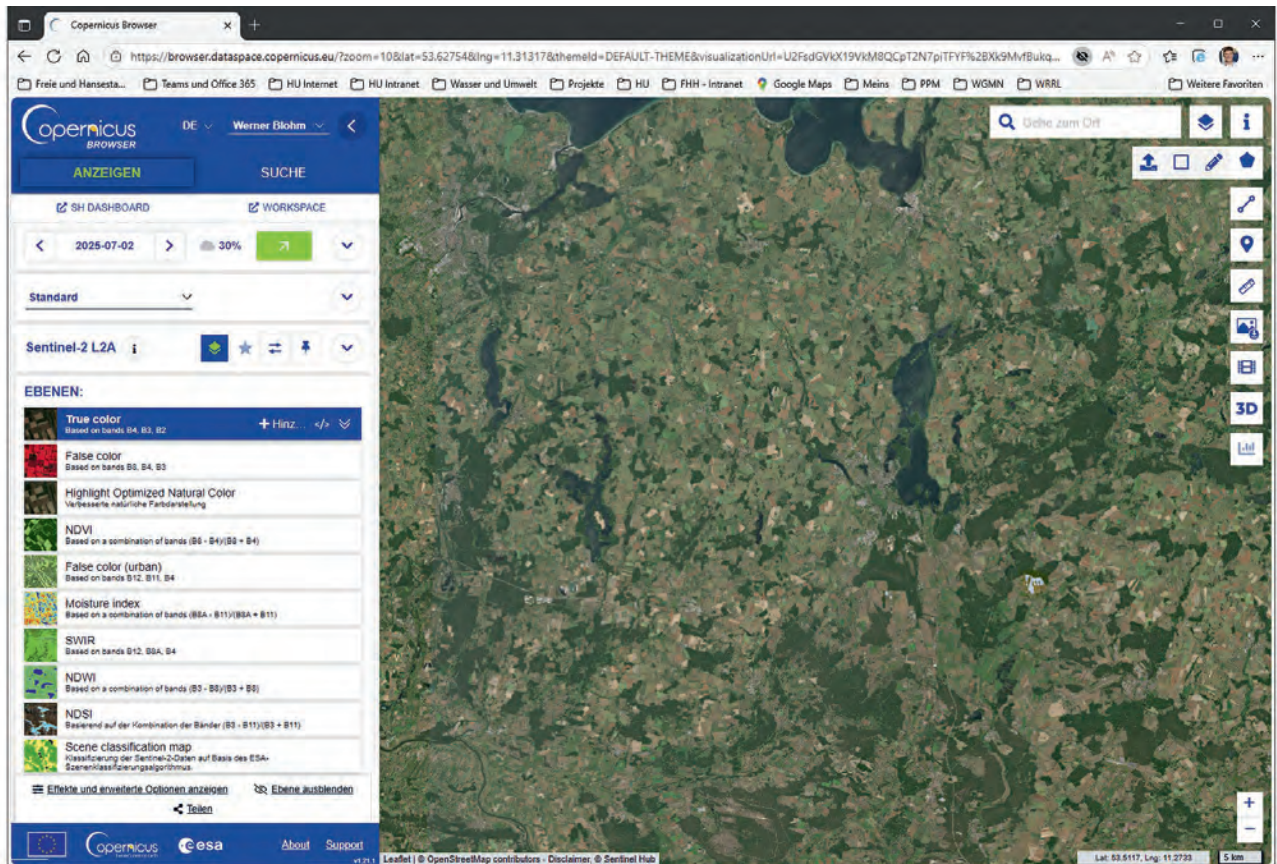 Copernicus Browser
https://browser.dataspace.copernicus.eu/?zoom=10&lat=53.62754&lng=11.31317&themeId=DEFAULT-THEME&visualizationUrl=
Freie und Hansesta... Teams und Office 365 HU Internet HU Intranet Wasser und Umwelt Projekte HU FHH - Intranet Google Maps Meins PPM WGMN WRRL Weitere Favoriten
Copernicus
BROWSER
DE Werner Blohm
Gehe zum Ort
ANZEIGEN SUCHE
SH DASHBOARD WORKSPACE
2025-07-02 30%
Standard
Sentinel-2 L2A
EBENEN:
True color
Based on bands B4, B3, B2
Hinz... </>
False color
Based on bands B8, B4, B3
Highlight Optimized Natural Color
Verbesserte natürliche Farbdarstellung
NDVI
Based on a combination of bands (B8 - B4)/(B8 + B4)
False color (urban)
Based on bands B12, B11, B4
Moisture index
Based on a combination of bands (B8A - B11)/(B8A + B11)
SWIR
Based on bands B12, B8A, B4
NDWI
Based on a combination of bands (B3 - B8)/(B3 + B8)
NDSI
Basierend auf der Kombination der Bänder (B3 - B11)/(B3 + B11)
Scene classification map
Klassifizierung der Sentinel-2-Daten auf Basis des ESA-
Szenenklassifizierungsalgorithmus.
3D
Effekte und erweiterte Optionen anzeigen Ebene ausblenden
Teilen
Copernicus esa About Support
v1.21.1
Leaflet | © OpenStreetMap contributors - Disclaimer, © Sentinel Hub
Lat: 53.5117, Lng: 11.2733 5 km